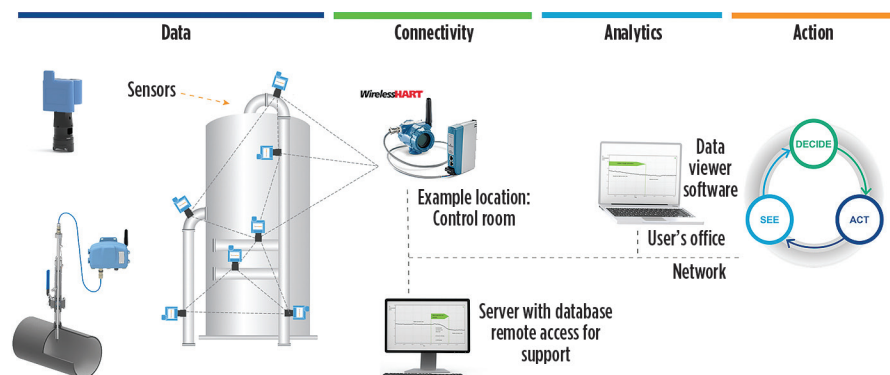 Data
Connectivity
Analytics
Action
Sensors
WirelessHART
Example location:
Control room
Data
viewer
software
User's office
Network
Server with database
remote access for
support
DECIDE
SEE
ACT